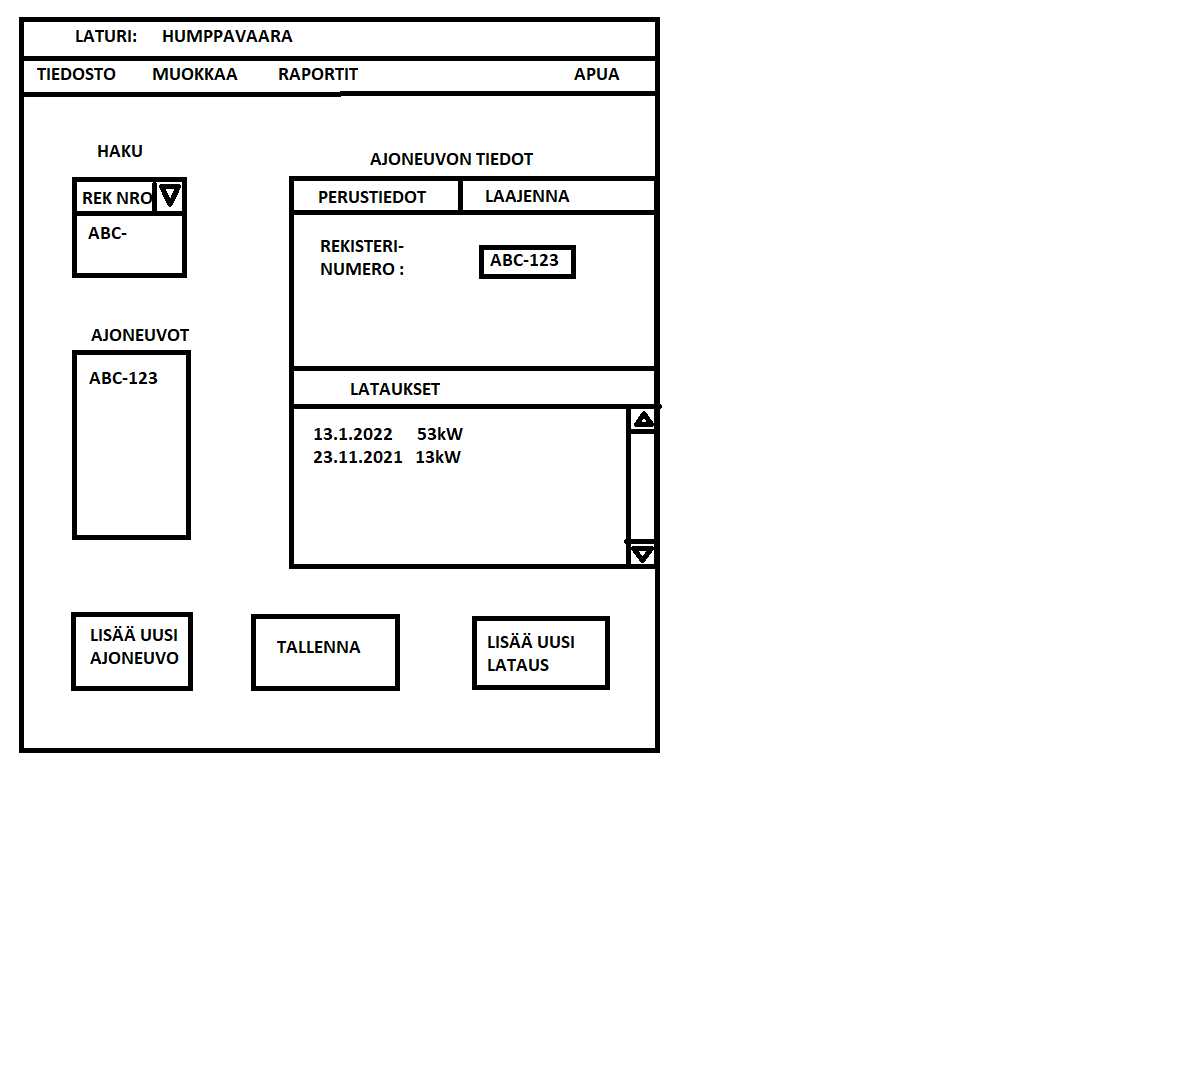 LATURI: HUMPPAVAARA
TIEDOSTO MUOKKAA RAPORTIT APUA
HAKU
REK NRO
ABC-
AJONEUVOT
ABC-123
AJONEUVON TIEDOT
PERUSTIEDOT LAAJENNA
REKISTERI-
NUMERO :
ABC-123
LATAUKSET
13.1.2022 53kW
23.11.2021 13kW
LISÄÄ UUSI
AJONEUVO
TALLENNA
LISÄÄ UUSI
LATAUS